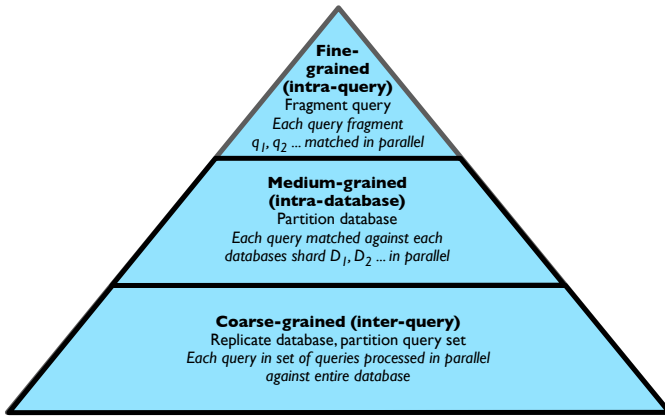 Fine-
grained
(intra-query)
Fragment query
Each query fragment
q1, q2 ... matched in parallel
Medium-grained
(intra-database)
Partition database
Each query matched against each
databases shard D1, D2 ... in parallel
Coarse-grained (inter-query)
Replicate database, partition query set
Each query in set of queries processed in parallel
against entire database